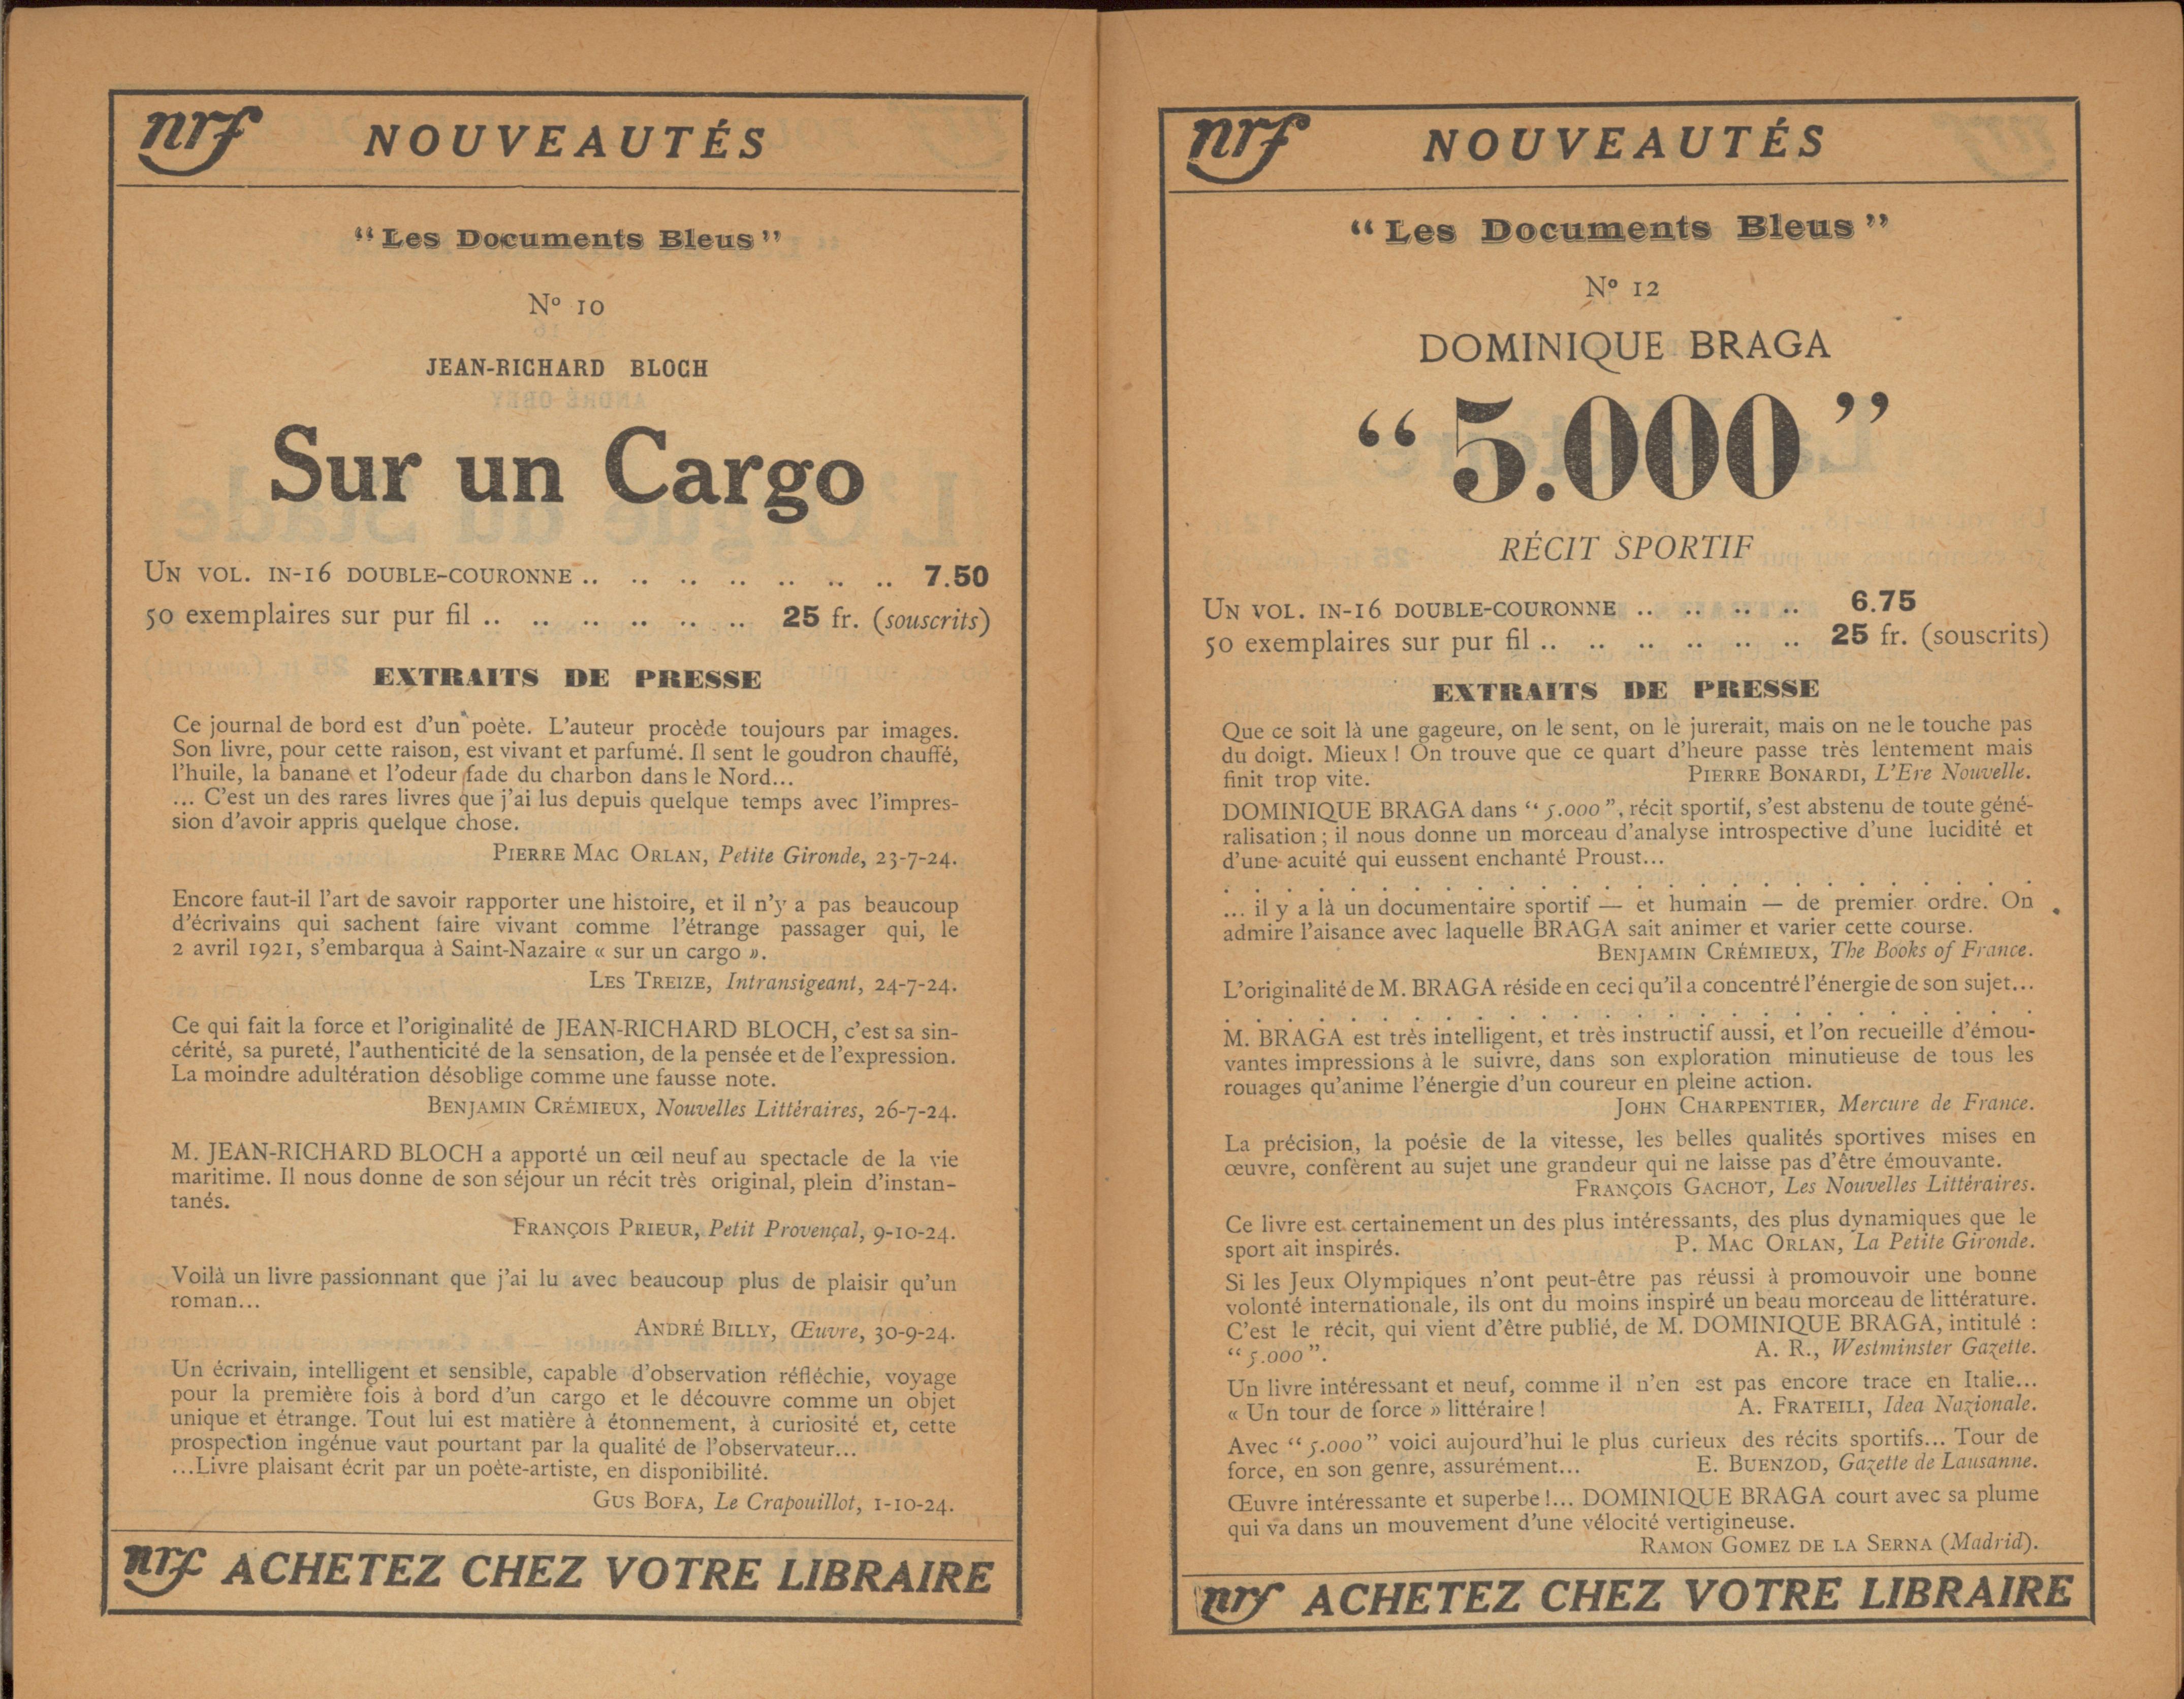 nrf NOUVEAUTÉS
“Les Documents Bleus”
Nº 10
JEAN-RICHARD BLOCH
Sur un Cargo
UN VOL. IN-16 DOUBLE-COURONNE .. .. .. .. .. .. .. 7.50
50 exemplaires sur pur fil .. .. .. .. .. .. 25 fr. (souscrits)
EXTRAITS DE PRESSE
Ce journal de bord est d’un poète. L’auteur procède toujours par images.
Son livre, pour cette raison, est vivant et parfumé. Il sent le goudron chauffé,
l’huile, la banane et l’odeur fade du charbon dans le Nord...
... C’est un des rares livres que j’ai lus depuis quelque temps avec l’impres-
sion d’avoir appris quelque chose.
PIERRE MAC ORLAN, Petite Gironde, 23-7-24.
Encore faut-il l’art de savoir rapporter une histoire, et il n’y a pas beaucoup
d’écrivains qui sachent faire vivant comme l’étrange passager qui, le
2 avril 1921, s’embarqua à Saint-Nazaire « sur un cargo ».
LES TREIZE, Intransigeant, 24-7-24.
Ce qui fait la force et l’originalité de JEAN-RICHARD BLOCH, c’est sa sin-
cérité, sa pureté, l’authenticité de la sensation, de la pensée et de l’expression.
La moindre adultération désoblige comme une fausse note.
BENJAMIN CRÉMIEUX, Nouvelles Littéraires, 26-7-24.
M. JEAN-RICHARD BLOCH a apporté un œil neuf au spectacle de la vie
maritime. Il nous donne de son séjour un récit très original, plein d’instan-
tanés.
FRANÇOIS PRIEUR, Petit Provençal, 9-10-24.
Voilà un livre passionnant que j’ai lu avec beaucoup plus de plaisir qu’un
roman...
ANDRÉ BILLY, Œuvre, 30-9-24.
Un écrivain, intelligent et sensible, capable d’observation réfléchie, voyage
pour la première fois à bord d’un cargo et le découvre comme un objet
unique et étrange. Tout lui est matière à étonnement, à curiosité et, cette
prospection ingénue vaut pourtant par la qualité de l’observateur...
...Livre plaisant écrit par un poète-artiste, en disponibilité.
GUS BOFA, Le Crapouillot, 1-10-24.
nrf ACHETEZ CHEZ VOTRE LIBRAIRE
nrf NOUVEAUTÉS
“Les Documents Bleus”
Nº 12
DOMINIQUE BRAGA
“5.000”
RÉCIT SPORTIF
UN VOL. IN-16 DOUBLE-COURONNE .. .. .. .. 6.75
50 exemplaires sur pur fil .. .. .. .. .. .. 25 fr. (souscrits)
EXTRAITS DE PRESSE
Que ce soit là une gageure, on le sent, on le jurerait, mais on ne le touche pas
du doigt. Mieux ! On trouve que ce quart d’heure passe très lentement mais
finit trop vite. PIERRE BONARDI, L’Ere Nouvelle.
DOMINIQUE BRAGA dans “5.000”, récit sportif, s’est abstenu de toute géné-
ralisation ; il nous donne un morceau d’analyse introspective d’une lucidité et
d’une acuité qui eussent enchanté Proust...
. . . . . . . . . . . . . . . . . . . . . . . . . .
... il y a là un documentaire sportif — et humain — de premier ordre. On
admire l’aisance avec laquelle BRAGA sait animer et varier cette course.
BENJAMIN CRÉMIEUX, The Books of France.
L’originalité de M. BRAGA réside en ceci qu’il a concentré l’énergie de son sujet...
. . . . . . . . . . . . . . . . . . . . . . . . . .
M. BRAGA est très intelligent, et très instructif aussi, et l’on recueille d’émou-
vantes impressions à le suivre, dans son exploration minutieuse de tous les
rouages qu’anime l’énergie d’un coureur en pleine action.
JOHN CHARPENTIER, Mercure de France.
La précision, la poésie de la vitesse, les belles qualités sportives mises en
œuvre, confèrent au sujet une grandeur qui ne laisse pas d’être émouvante.
FRANÇOIS GACHOT, Les Nouvelles Littéraires.
Ce livre est certainement un des plus intéressants, des plus dynamiques que le
sport ait inspirés. P. MAC ORLAN, La Petite Gironde.
Si les Jeux Olympiques n’ont peut-être pas réussi à promouvoir une bonne
volonté internationale, ils ont du moins inspiré un beau morceau de littérature.
C’est le récit, qui vient d’être publié, de M. DOMINIQUE BRAGA, intitulé :
“5.000”. A. R., Westminster Gazette.
Un livre intéressant et neuf, comme il n’en est pas encore trace en Italie...
« Un tour de force » littéraire ! A. FRATEILI, Idea Nazionale.
Avec “5.000” voici aujourd’hui le plus curieux des récits sportifs... Tour de
force, en son genre, assurément... E. BUENZOD, Gazette de Lausanne.
Œuvre intéressante et superbe !... DOMINIQUE BRAGA court avec sa plume
qui va dans un mouvement d’une vélocité vertigineuse.
RAMON GOMEZ DE LA SERNA (Madrid).
nrf ACHETEZ CHEZ VOTRE LIBRAIRE